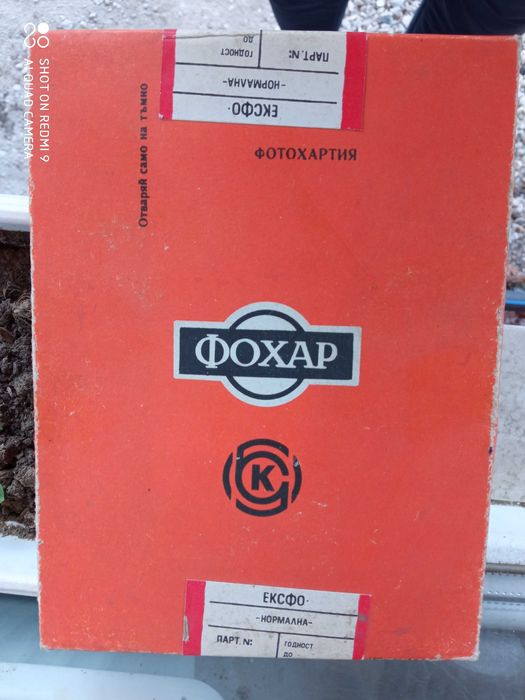 SHOT ON REDMI 9
AI QUAD CAMERA
ЕКСФО·
-НОРМАЛНА-
ПАРТ. N:
ГОДНОСТ
ДО
Отваряй само на тъмно
ФОТОХАРТИЯ
ФОХАР
К
ЕКСФО·
-НОРМАЛНА-
ПАРТ. N:
ГОДНОСТ
ДО